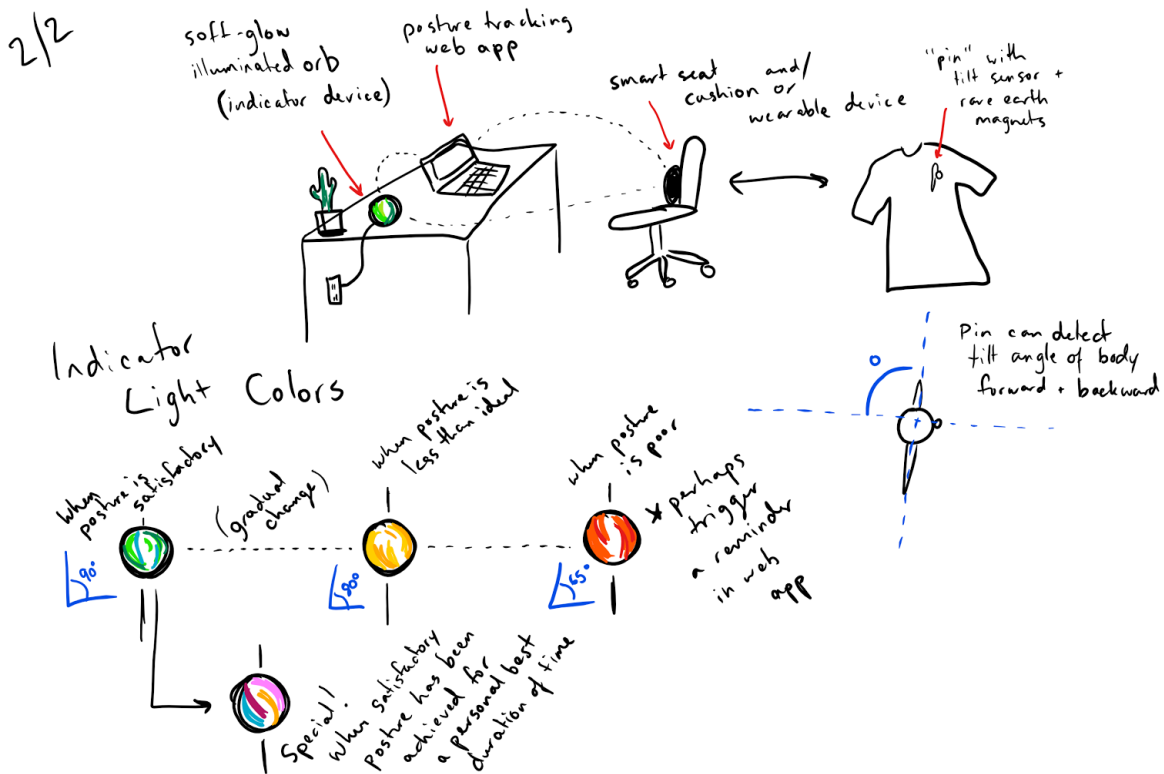 2/2
soft-glow
illuminated orb
(indicator device)
posture tracking
web app
smart seat and/
cushion or
wearable device
"pin" with
tilt sensor +
rare earth
magnets
Pin can detect
tilt angle of body
forward + backward
Indicator
Light Colors
when
posture is
satisfactory
(gradual
change)
when posture is
less than ideal
when posture
is poor
* perhaps
trigger
a reminder
in web
app
90°
80°
65°
Special!
when satisfactory
posture has been
achieved for
a personal best
duration of time